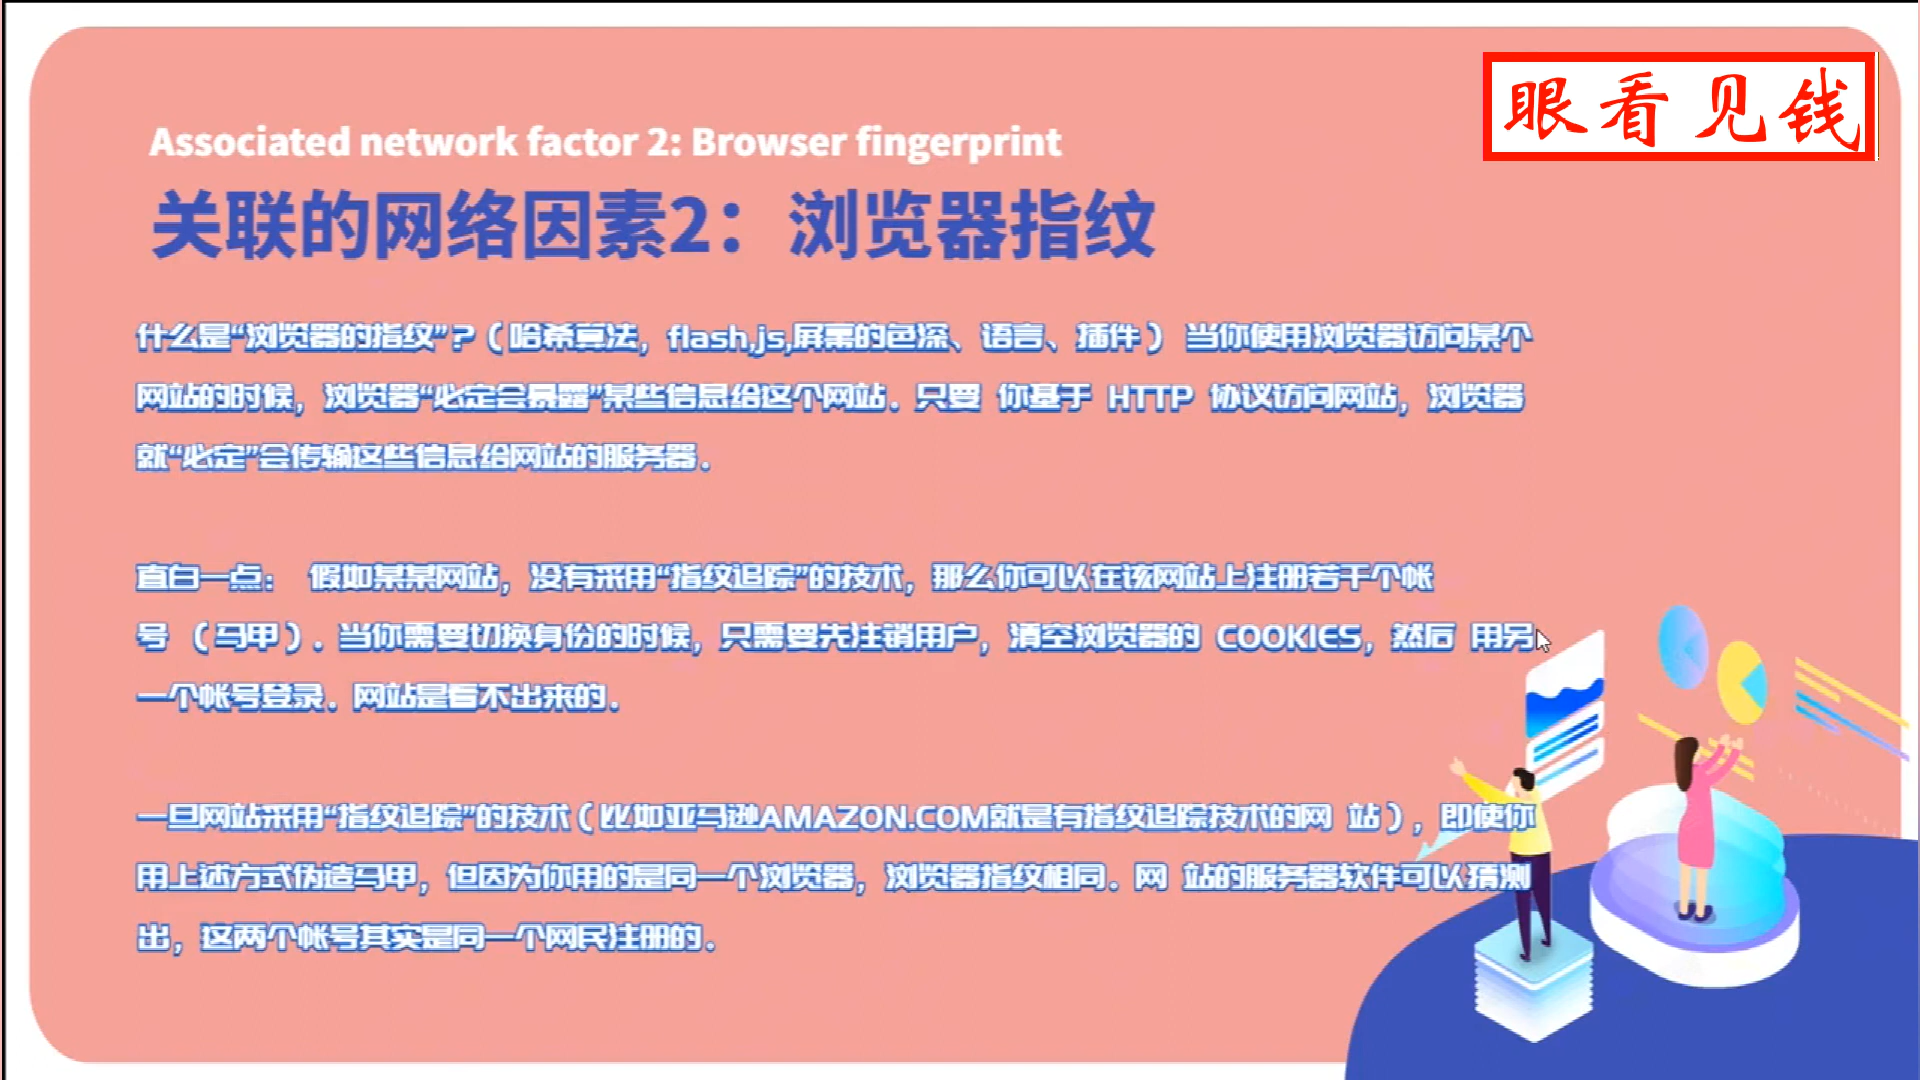 眼看见钱
Associated network factor 2: Browser fingerprint
关联的网络因素2：浏览器指纹
什么是“浏览器的指纹”？（哈希算法，flash,js,屏幕的色深、语言、插件） 当你使用浏览器访问某个
网站的时候，浏览器“必定会暴露”某些信息给这个网站．只要 你基于 HTTP 协议访问网站，浏览器
就“必定”会传输这些信息给网站的服务器．
直白一点： 假如某某网站，没有采用“指纹追踪”的技术，那么你可以在该网站上注册若干个帐
号 （马甲）．当你需要切换身份的时候，只需要先注销用户，清空浏览器的 COOKIES，然后 用另
一个帐号登录．网站是看不出来的．
一旦网站采用“指纹追踪”的技术（比如亚马逊AMAZON.COM就是有指纹追踪技术的网 站），即使你
用上述方式伪造马甲，但因为你用的是同一个浏览器，浏览器指纹相同．网 站的服务器软件可以猜测
出，这两个帐号其实是同一个网民注册的．